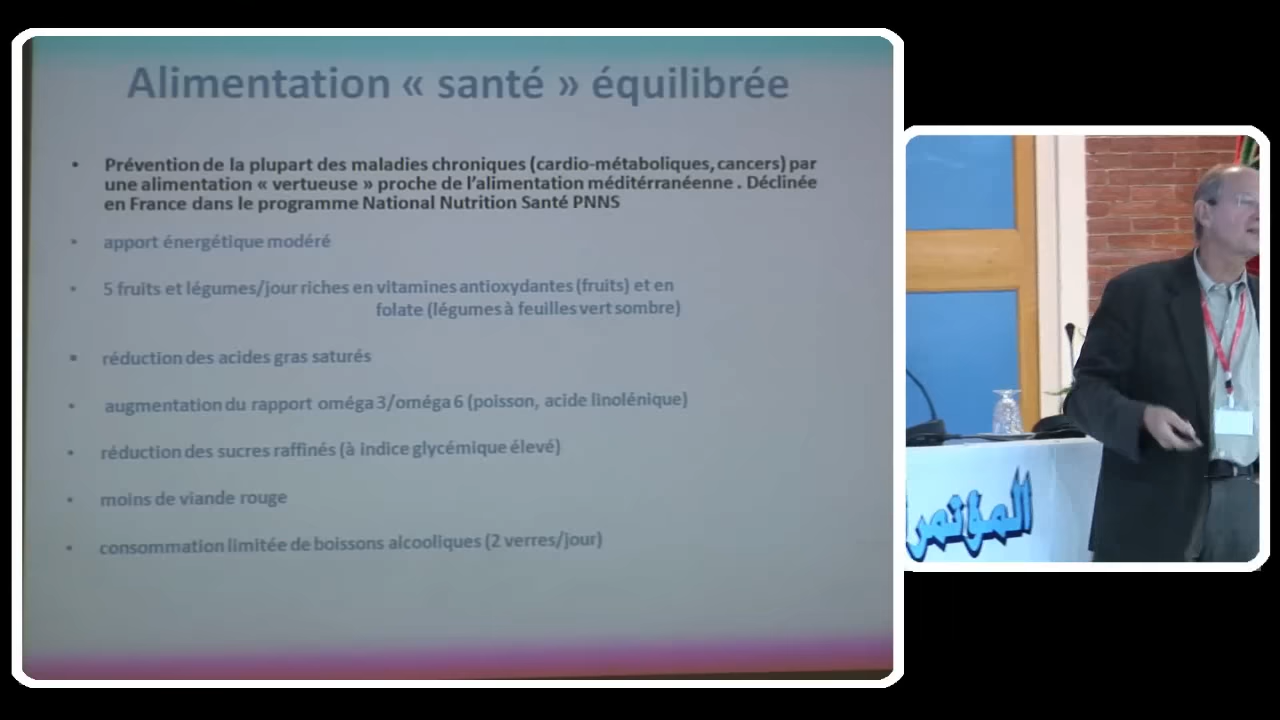 Alimentation « santé » équilibrée
• Prévention de la plupart des maladies chroniques (cardio-métaboliques, cancers) par
une alimentation « vertueuse » proche de l'alimentation méditérranéenne . Déclinée
en France dans le programme National Nutrition Santé PNNS
• apport énergétique modéré
• 5 fruits et légumes/jour riches en vitamines antioxydantes (fruits) et en
folate (légumes à feuilles vert sombre)
• réduction des acides gras saturés
• augmentation du rapport oméga 3/oméga 6 (poisson, acide linolénique)
• réduction des sucres raffinés (à indice glycémique élevé)
• moins de viande rouge
• consommation limitée de boissons alcooliques (2 verres/jour)
المؤتمر